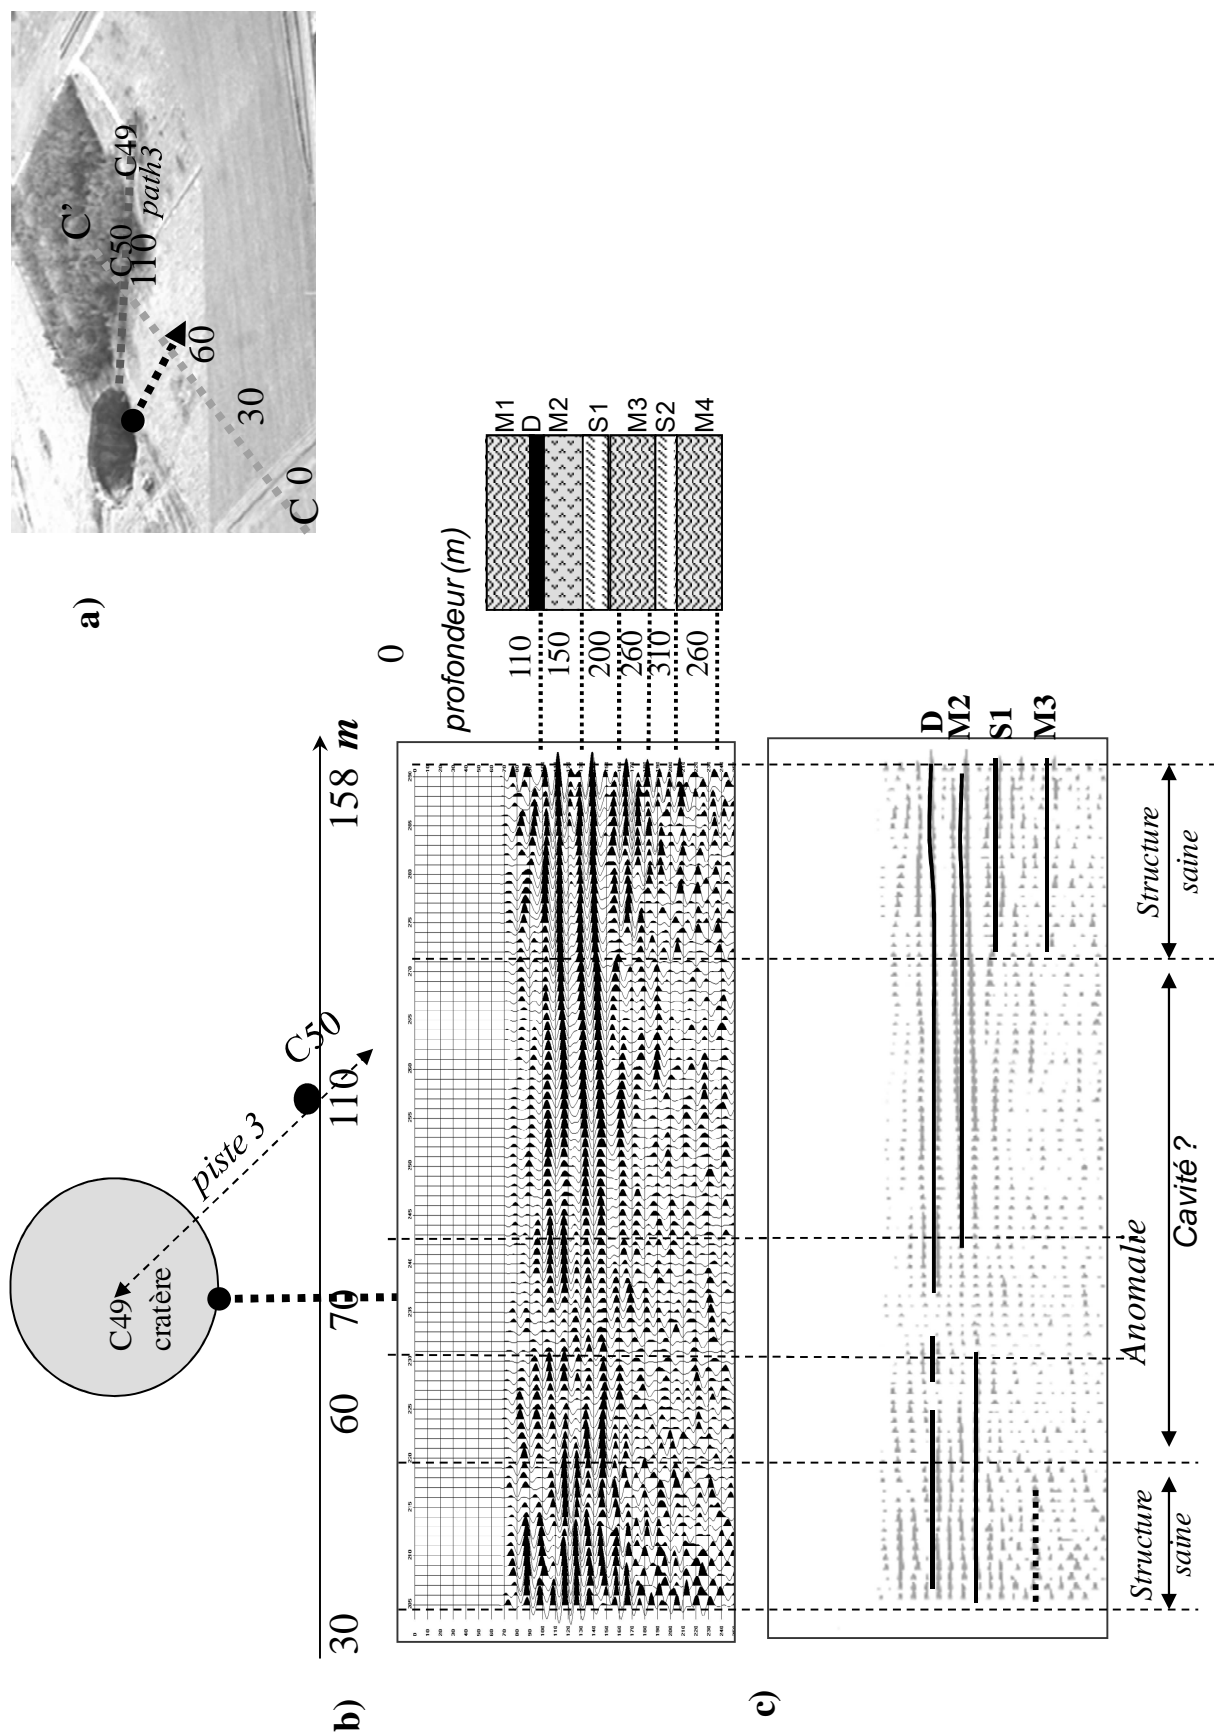 a)
C'
C49
path3
C50
110
60
30
C 0
C49
cratère
piste 3
C50
b)
30
60
70
110
158
m
0
profondeur (m)
110
150
200
260
310
260
M1
D
M2
S1
M3
S2
M4
c)
D
M2
S1
M3
Anomalie
Structure
saine
Cavité ?
Structure
saine